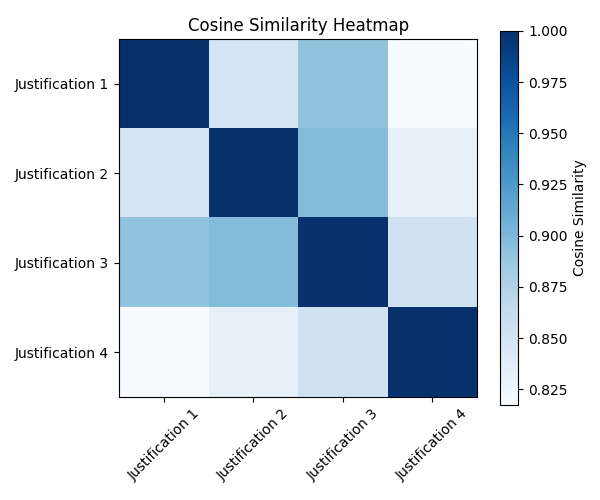 Cosine Similarity Heatmap
Justification 1
Justification 2
Justification 3
Justification 4
Justification 1
Justification 2
Justification 3
Justification 4
1.000
0.975
0.950
0.925
0.900
0.875
0.850
0.825
Cosine Similarity